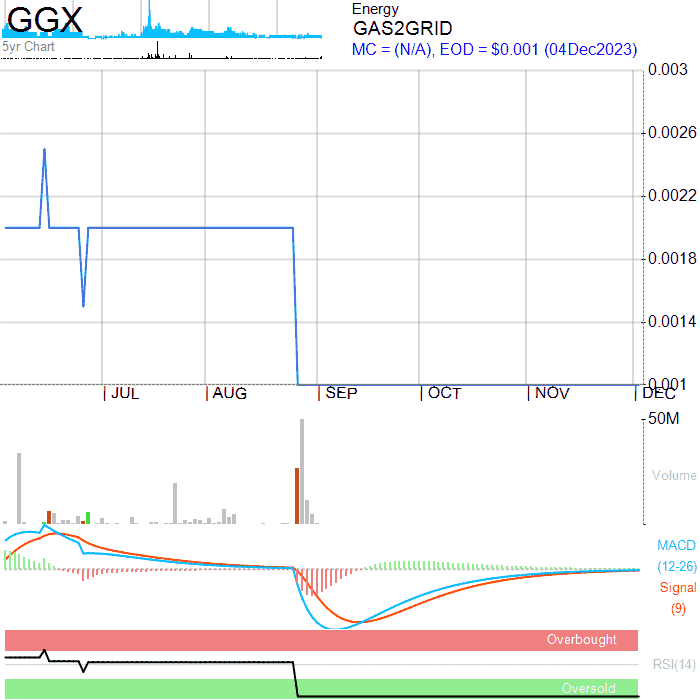 GGX
5yr Chart
Energy
GAS2GRID
MC = (N/A), EOD = $0.001 (04Dec2023)
0.003
0.0026
0.0022
0.0018
0.0014
0.001
JUL AUG SEP OCT NOV DEC
50M
Volume
MACD
(12-26)
Signal
(9)
Overbought
RSI(14)
Oversold